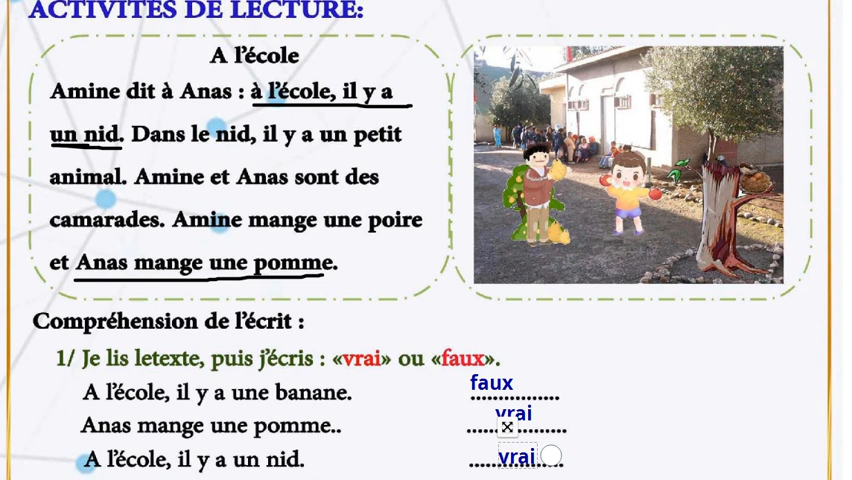 ACTIVITÉS DE LECTURE:
A l'école
Amine dit à Anas : à l'école, il y a
un nid. Dans le nid, il y a un petit
animal. Amine et Anas sont des
camarades. Amine mange une poire
et Anas mange une pomme.
Compréhension de l'écrit :
1/ Je lis letexte, puis j'écris : «vrai» ou «faux».
A l'école, il y a une banane. faux
Anas mange une pomme.. vrai
A l'école, il y a un nid. vrai